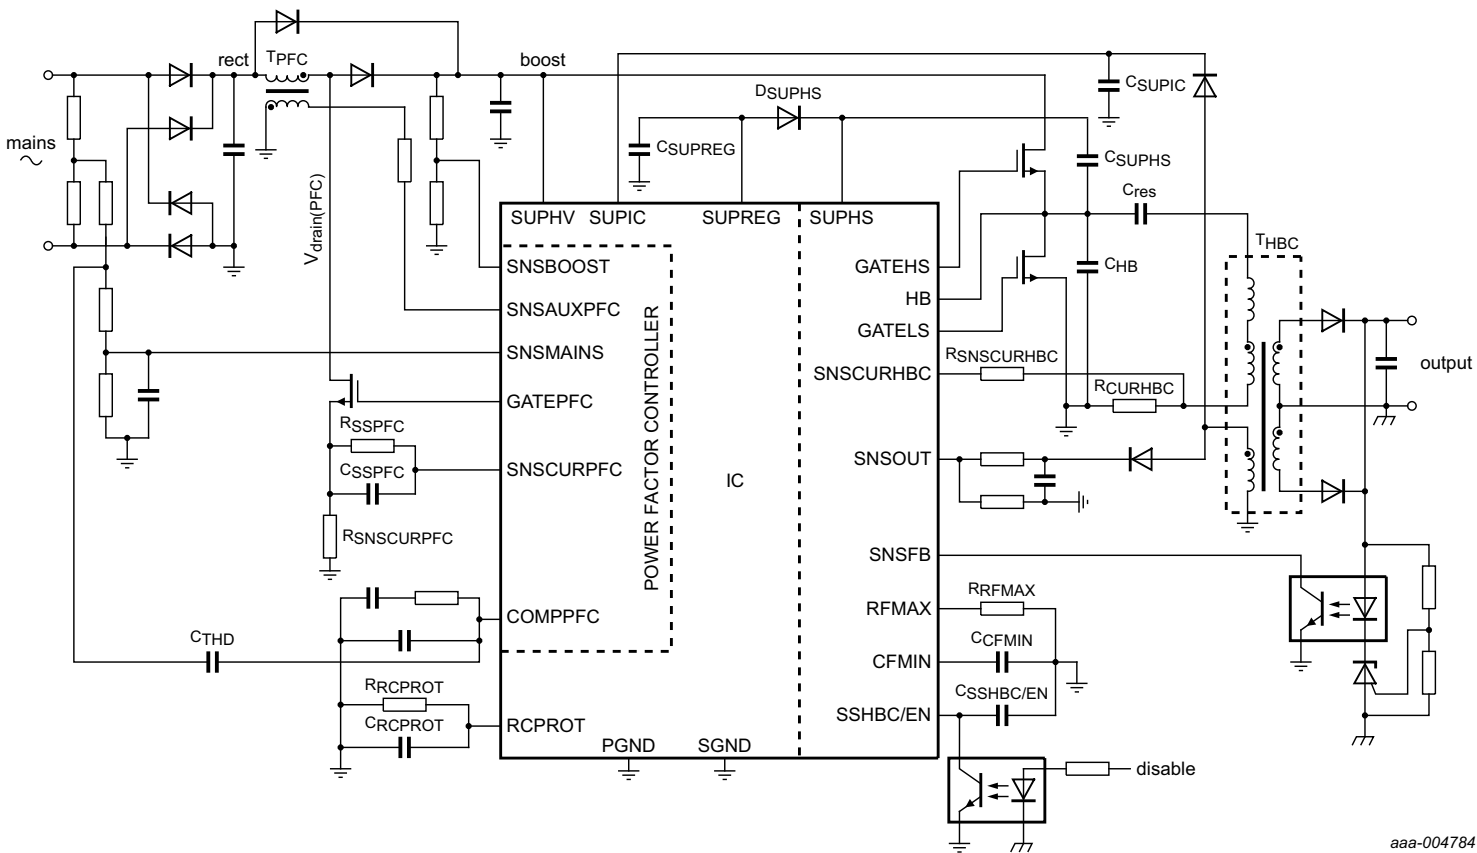 TPFC
rect
boost
DSUPHS
CSUPIC
mains
CSUPREG
CSUPHS
Cres
Vdrain(PFC)
SUPHV
SUPIC
SUPREG
SUPHS
THBC
SNSBOOST
GATEHS
CHB
SNSAUXPFC
HB
GATELS
SNSMAINS
RSNSCURHBC
SNSCURHBC
RCURHBC
output
GATEPFC
RSSPFC
CSSPFC
SNSCURPFC
SNSOUT
POWER FACTOR CONTROLLER
IC
RSNSCURPFC
SNSFB
COMPPFC
RRFMAX
RFMAX
CTHD
CCFMIN
CFMIN
RRCPROT
CSSHBC/EN
CRCPROT
RCPROT
SSHBC/EN
PGND
SGND
disable
aaa-004784